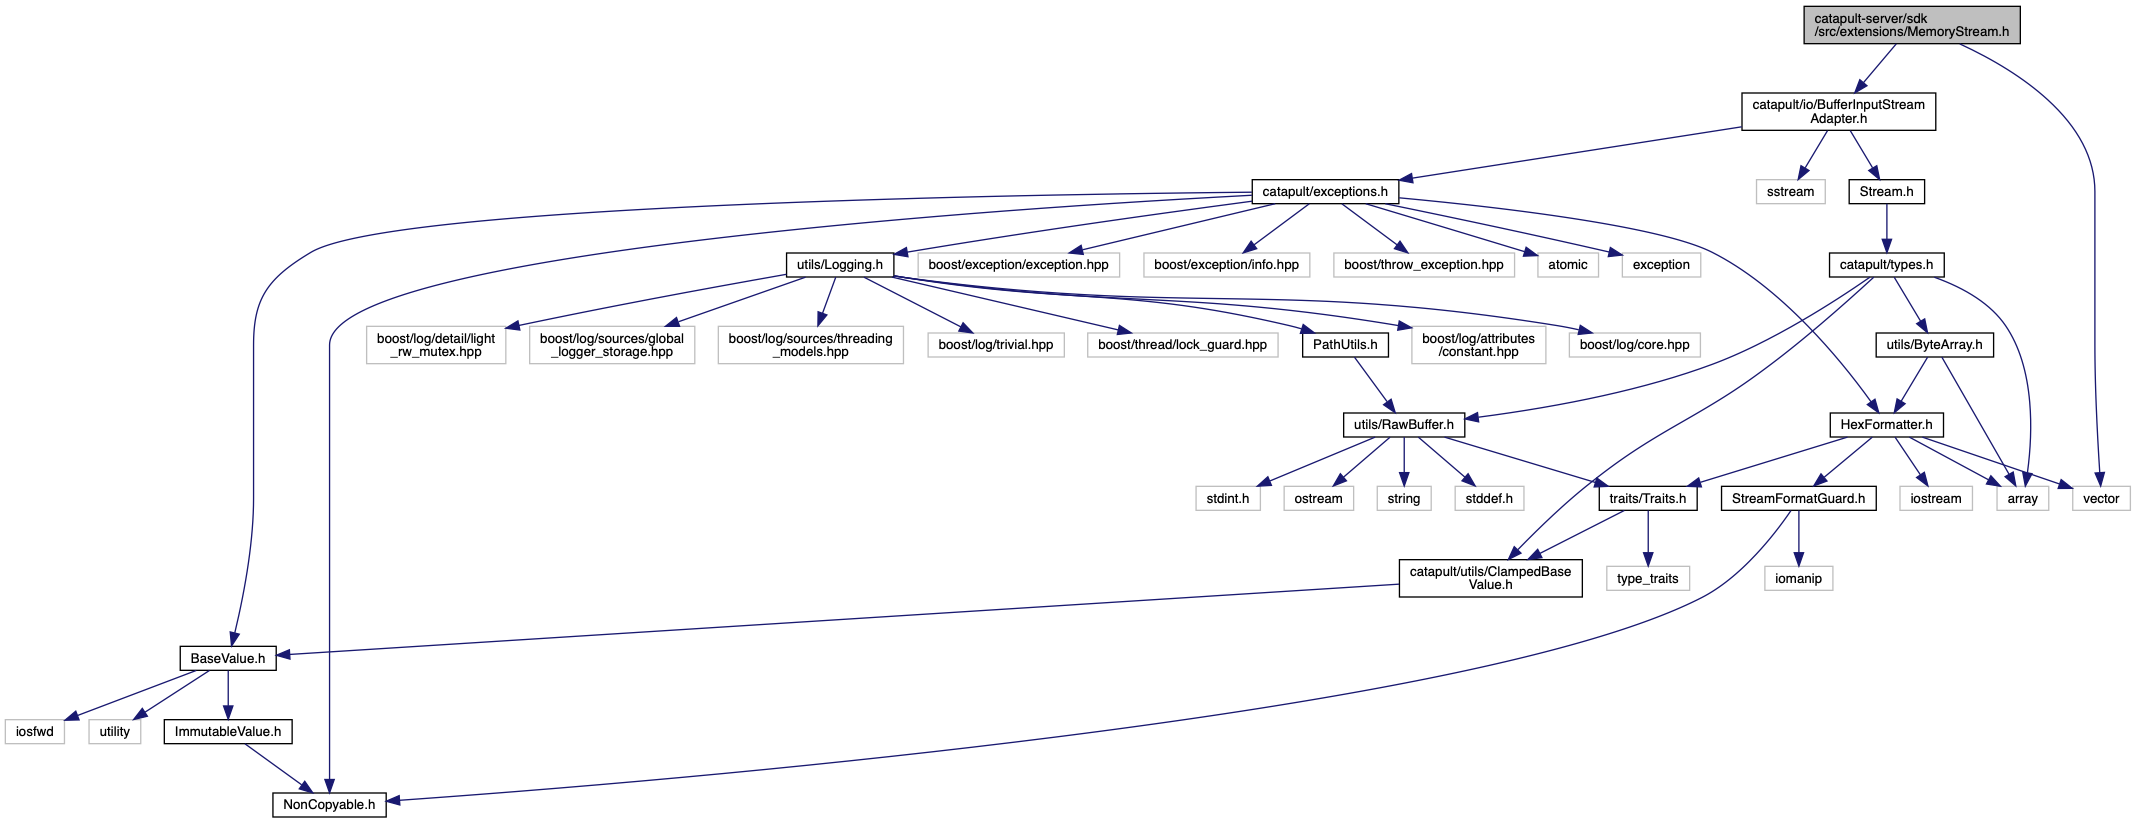 catapult-server/sdk
/src/extensions/MemoryStream.h
catapult/io/BufferInputStream
Adapter.h
catapult/exceptions.h
sstream
Stream.h
utils/Logging.h
boost/exception/exception.hpp
boost/exception/info.hpp
boost/throw_exception.hpp
atomic
exception
catapult/types.h
boost/log/detail/light
_rw_mutex.hpp
boost/log/sources/global
_logger_storage.hpp
boost/log/sources/threading
_models.hpp
boost/log/trivial.hpp
boost/thread/lock_guard.hpp
PathUtils.h
boost/log/attributes
/constant.hpp
boost/log/core.hpp
utils/ByteArray.h
utils/RawBuffer.h
HexFormatter.h
stdint.h
ostream
string
stddef.h
traits/Traits.h
StreamFormatGuard.h
iostream
array
vector
catapult/utils/ClampedBase
Value.h
type_traits
iomanip
BaseValue.h
iosfwd
utility
ImmutableValue.h
NonCopyable.h